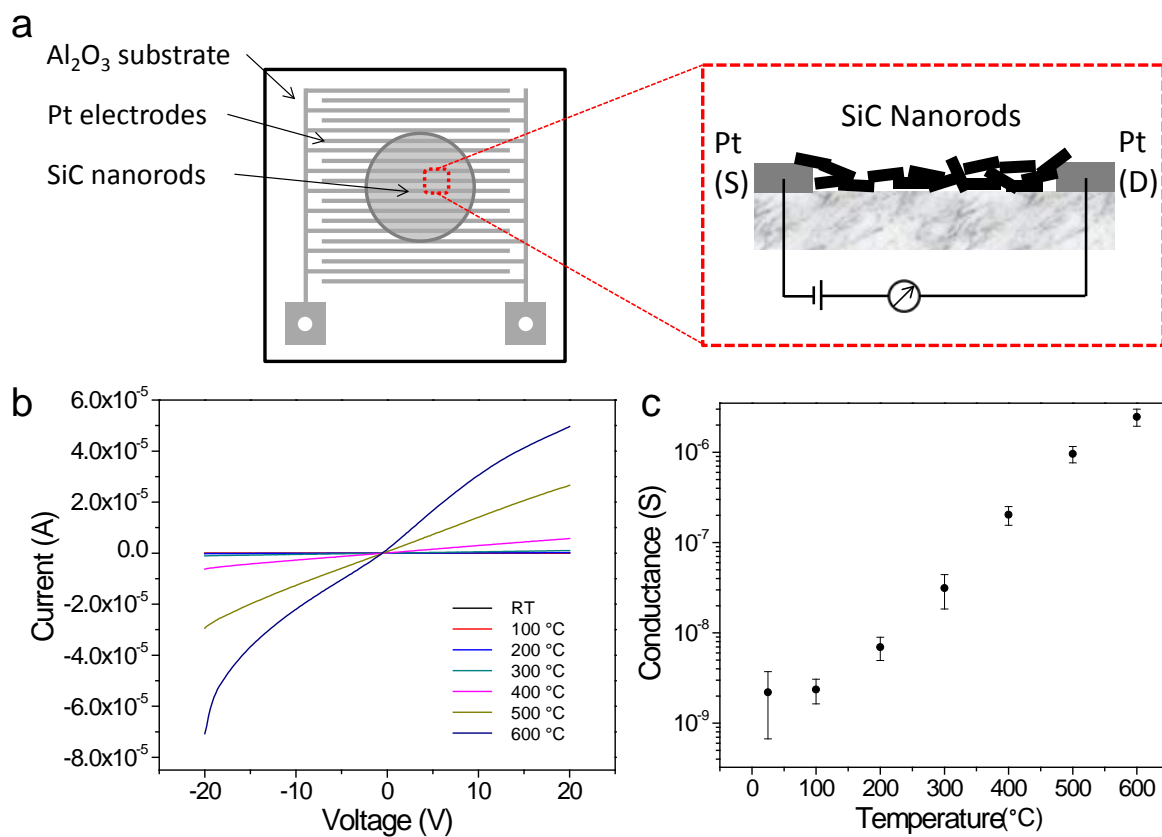 a
Al₂O₃ substrate
Pt electrodes
SiC nanorods
SiC Nanorods
Pt
(S)
Pt
(D)
b
6.0x10⁻⁵
4.0x10⁻⁵
2.0x10⁻⁵
0.0
-2.0x10⁻⁵
-4.0x10⁻⁵
-6.0x10⁻⁵
-8.0x10⁻⁵
Current (A)
-20
-10
0
10
20
Voltage (V)
RT
100 °C
200 °C
300 °C
400 °C
500 °C
600 °C
c
10⁻⁶
10⁻⁷
10⁻⁸
10⁻⁹
Conductance (S)
0
100
200
300
400
500
600
Temperature(°C)